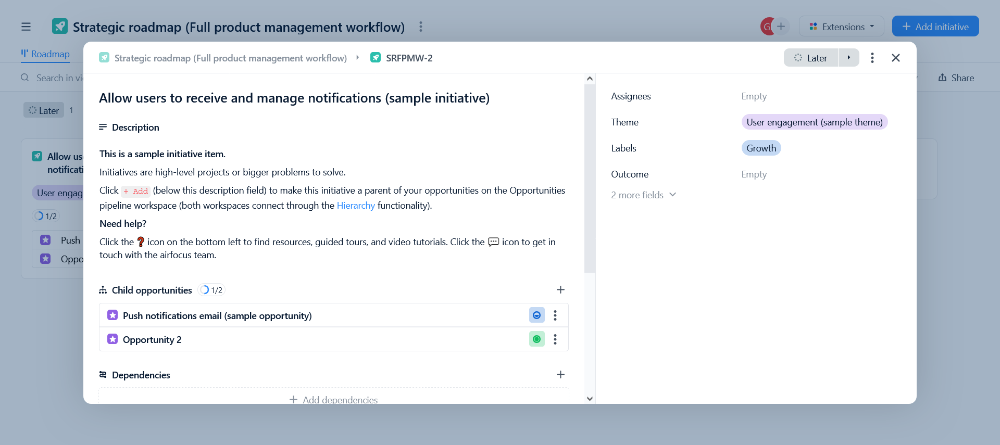 Strategic roadmap (Full product management workflow)
Extensions
+ Add initiative
Roadmap
Search in
Share
Later 1
Allow
notificati
User engag
1/2
Push
Oppo
Strategic roadmap (Full product management workflow)
SRFPMW-2
Later
Allow users to receive and manage notifications (sample initiative)
Description
This is a sample initiative item.
Initiatives are high-level projects or bigger problems to solve.
Click + Add (below this description field) to make this initiative a parent of your opportunities on the Opportunities
pipeline workspace (both workspaces connect through the Hierarchy functionality).
Need help?
Click the ❓ icon on the bottom left to find resources, guided tours, and video tutorials. Click the 💬 icon to get in
touch with the airfocus team.
Child opportunities 1/2
Push notifications email (sample opportunity)
Opportunity 2
Dependencies
+ Add dependencies
Assignees Empty
Theme User engagement (sample theme)
Labels Growth
Outcome Empty
2 more fields